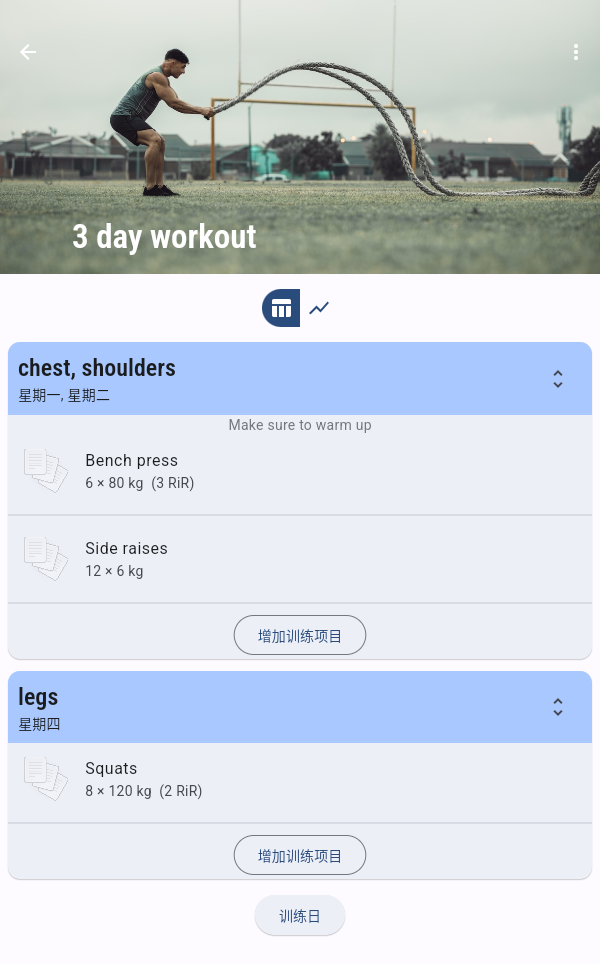 3 day workout
chest, shoulders
星期一, 星期二
Make sure to warm up
Bench press
6 × 80 kg  (3 RiR)
Side raises
12 × 6 kg
增加训练项目
legs
星期四
Squats
8 × 120 kg  (2 RiR)
增加训练项目
训练日